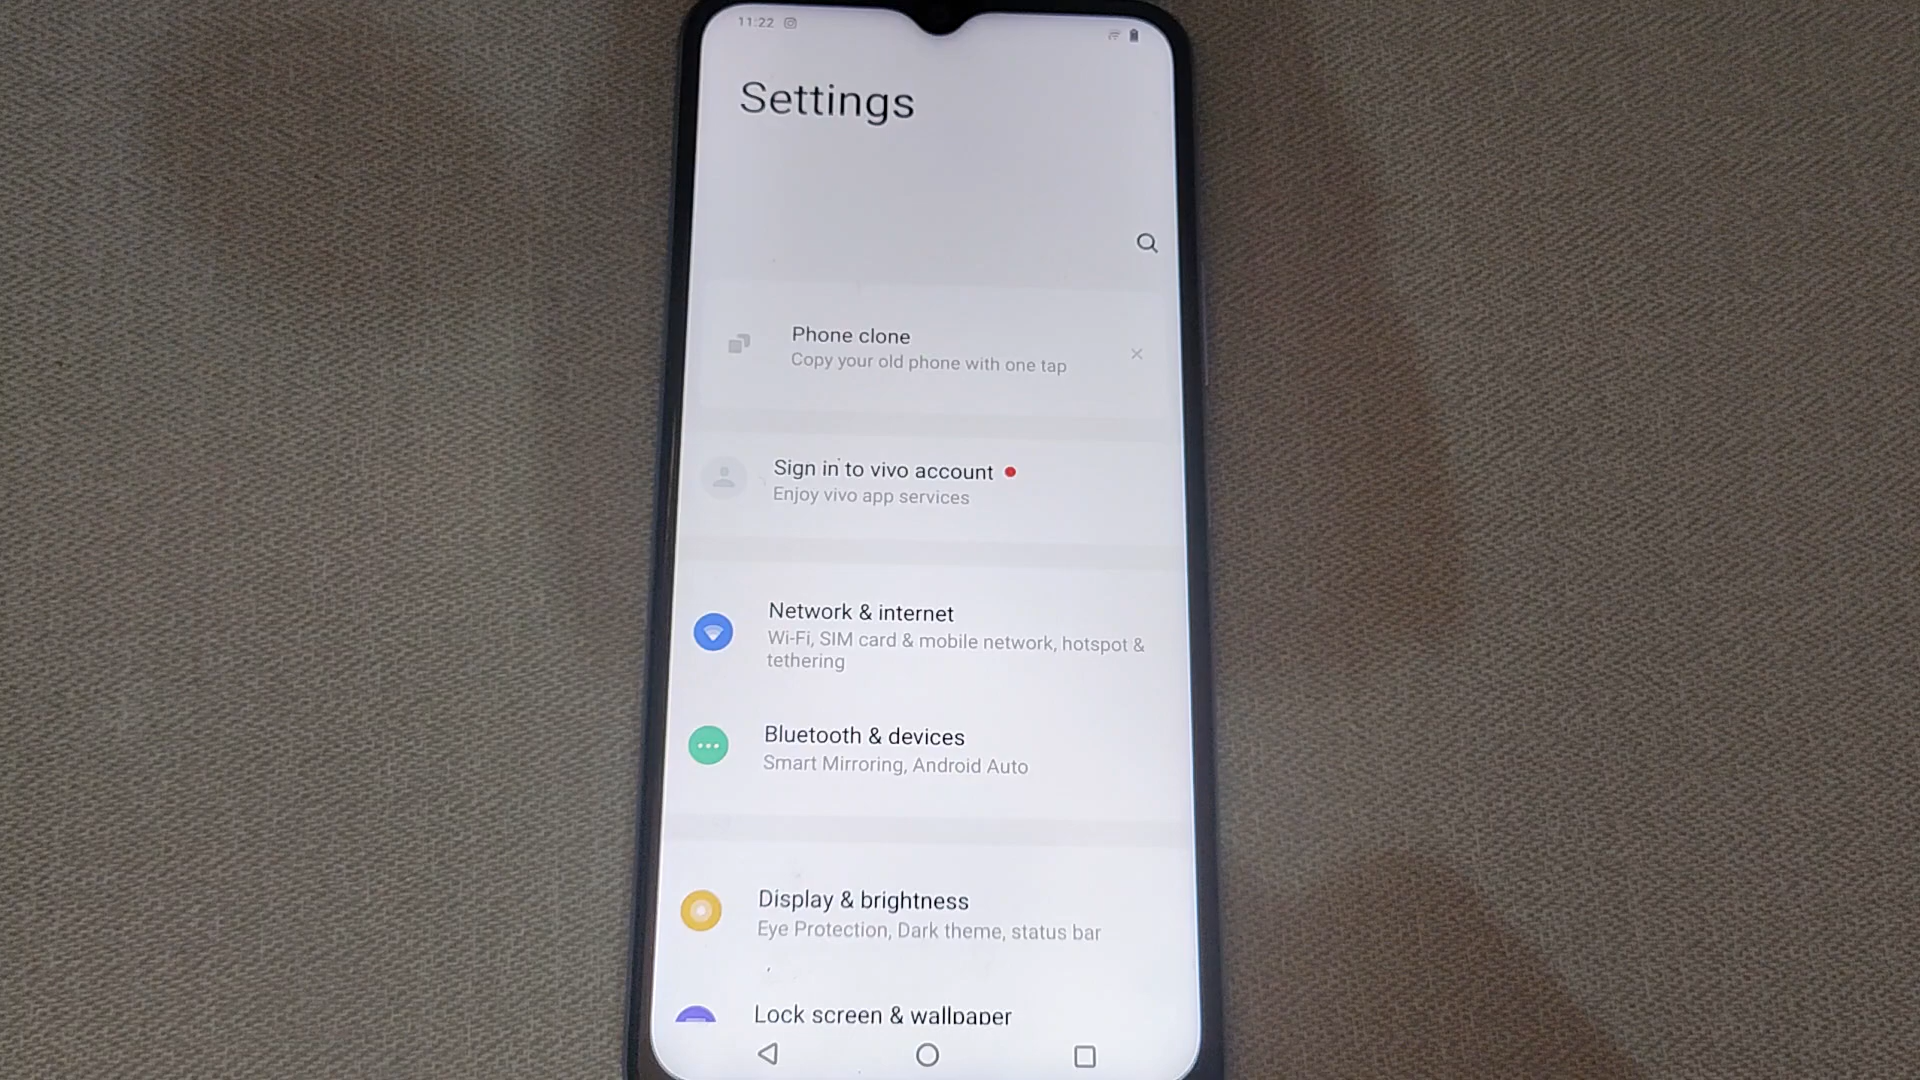 11:22
Settings
Phone clone
Copy your old phone with one tap
Sign in to vivo account
Enjoy vivo app services
Network & internet
Wi-Fi, SIM card & mobile network, hotspot &
tethering
Bluetooth & devices
Smart Mirroring, Android Auto
Display & brightness
Eye Protection, Dark theme, status bar
Lock screen & wallpaper